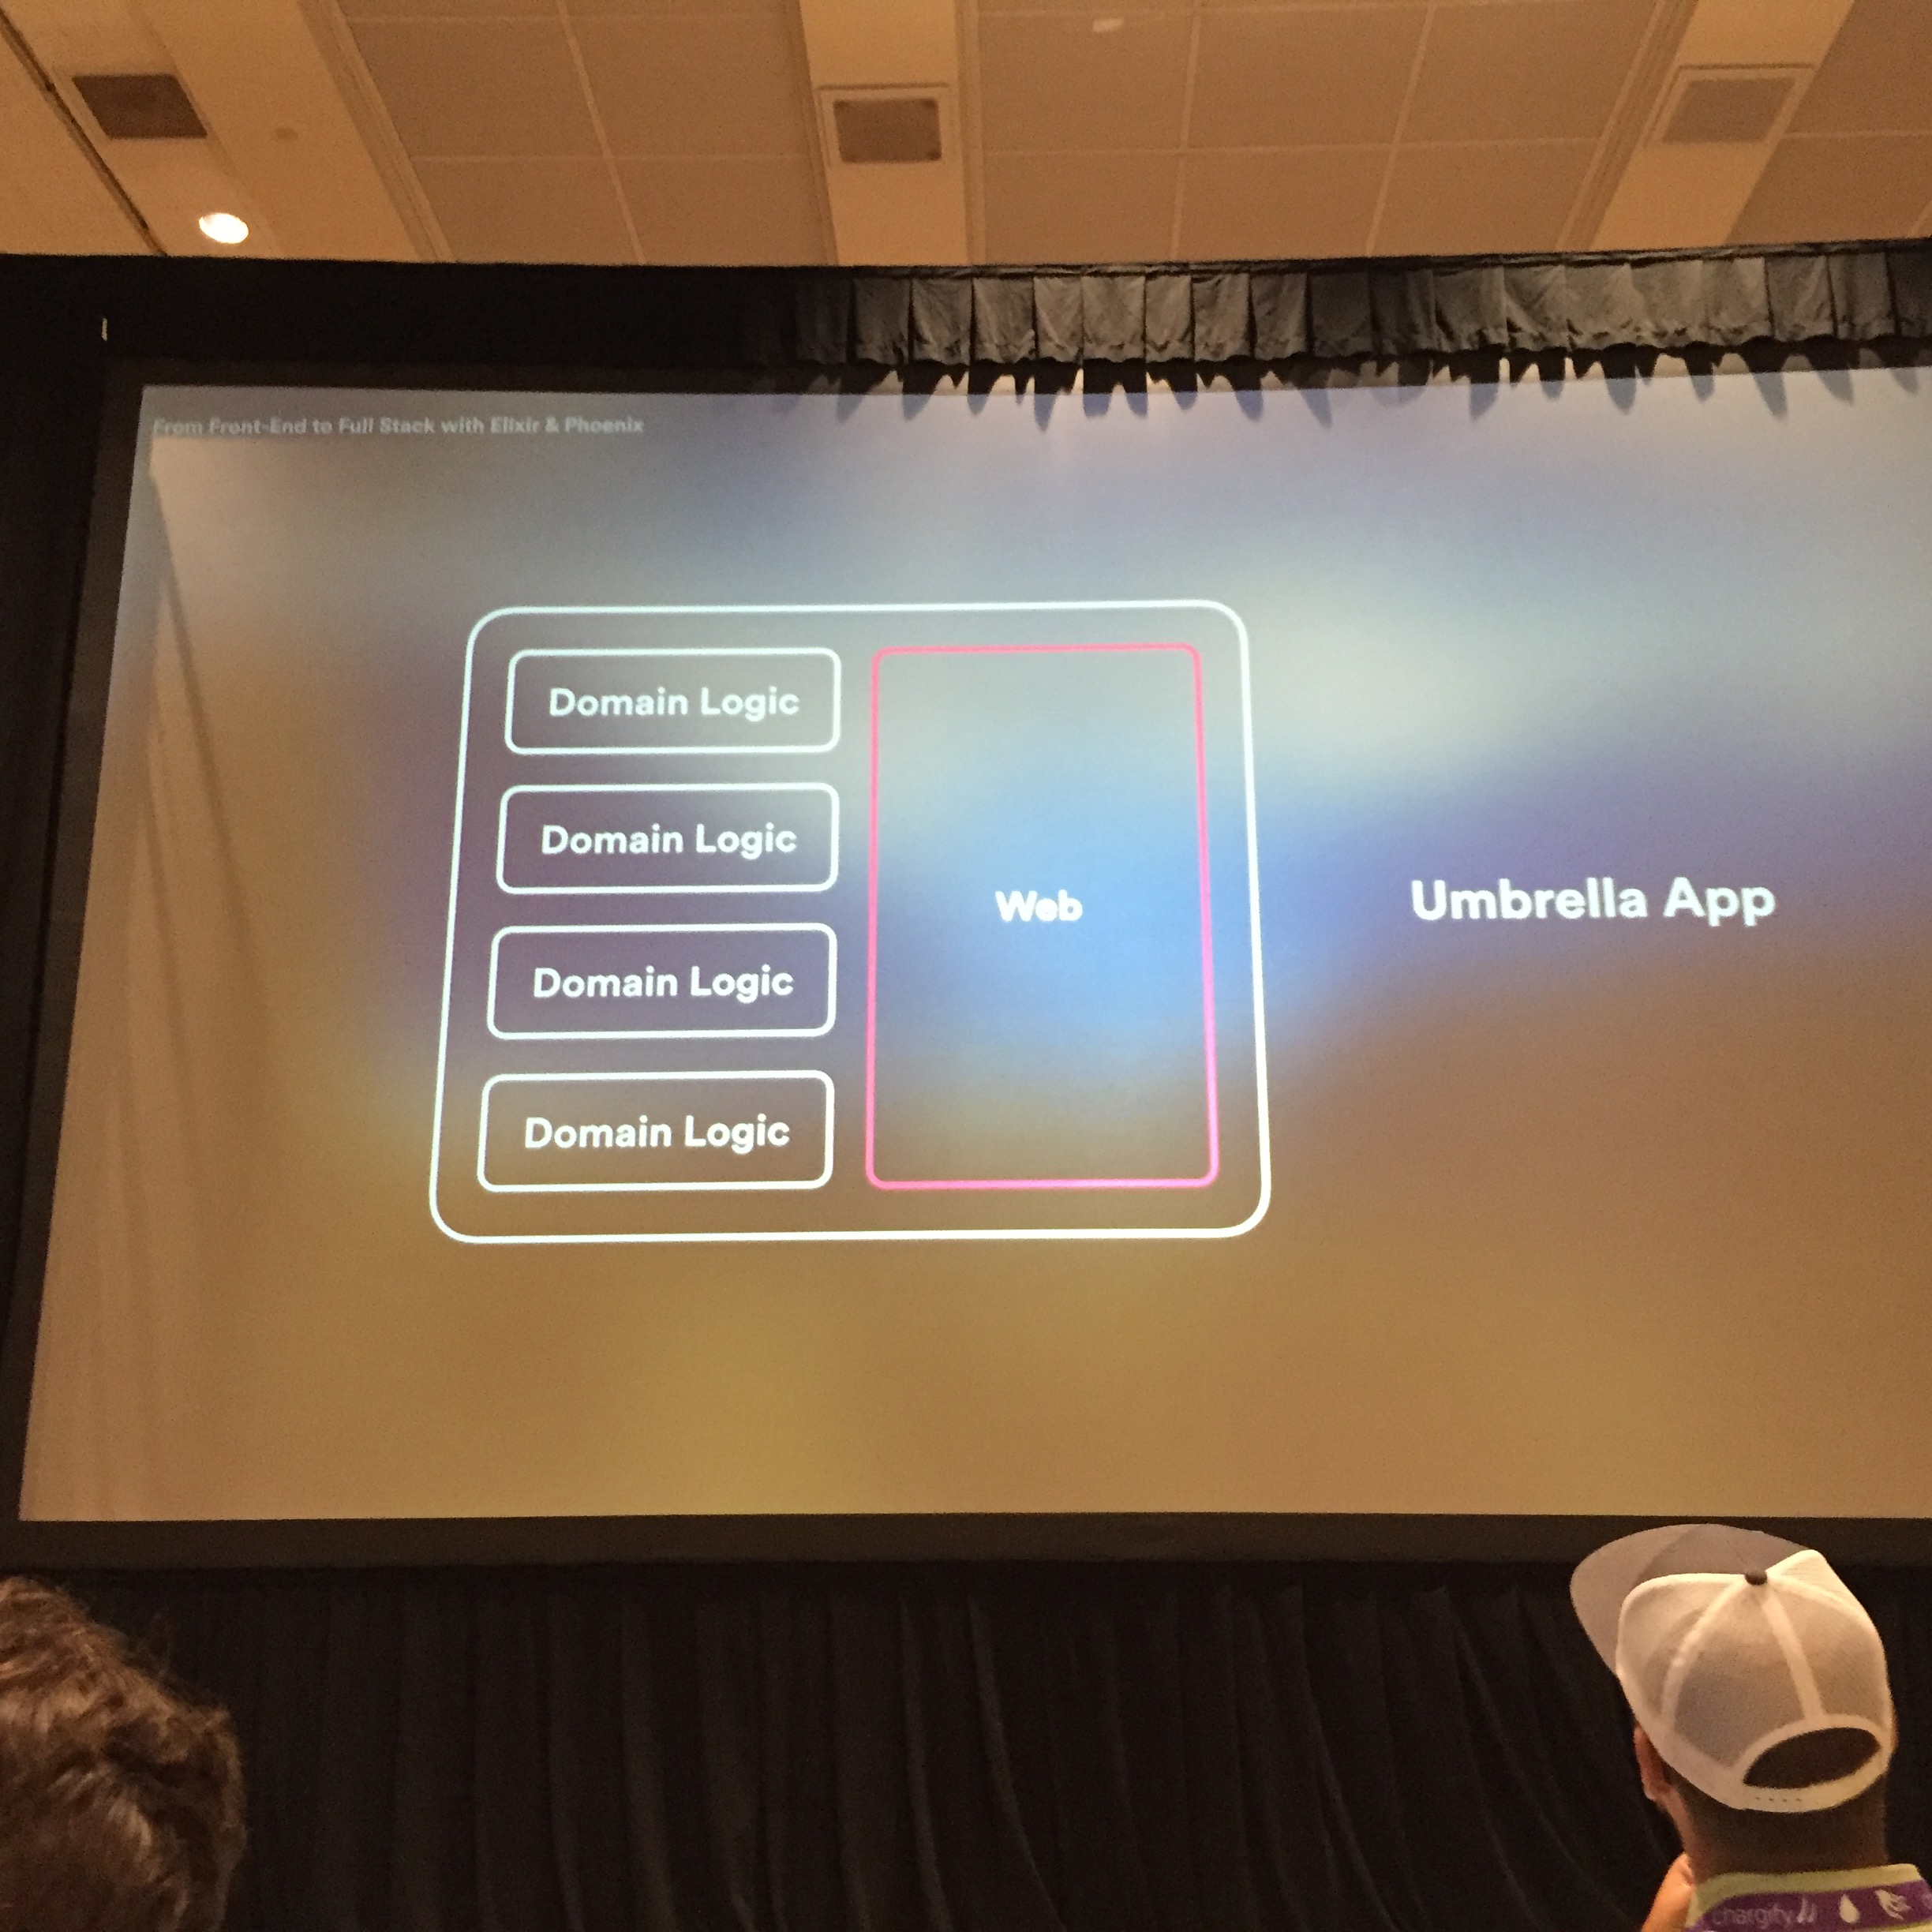 From Front-End to Full Stack with Elixir & Phoenix
Domain Logic
Domain Logic
Domain Logic
Domain Logic
Web
Umbrella App
chargify